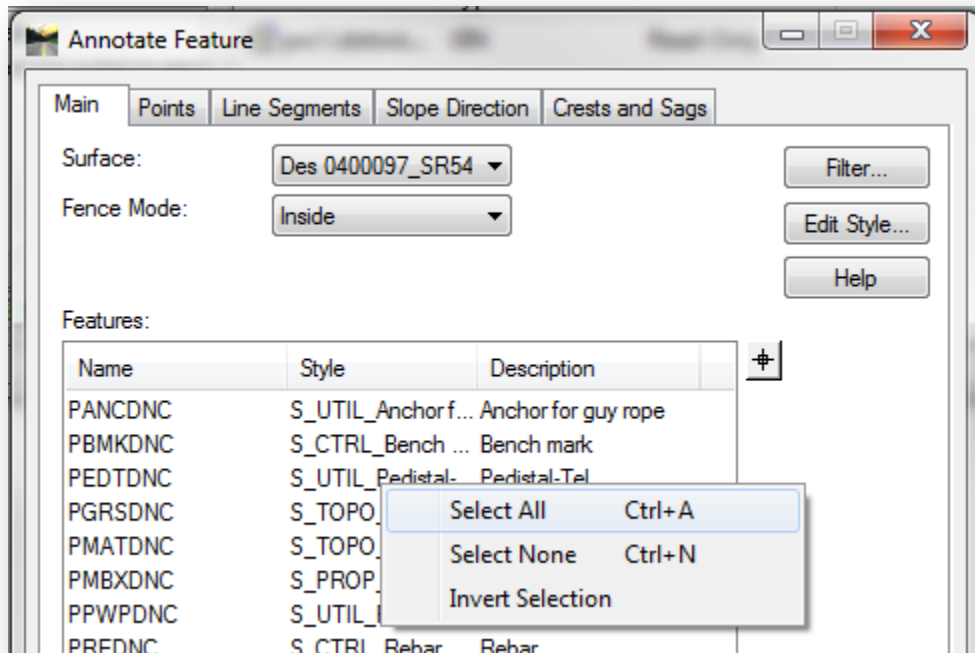 Annotate Feature
Main Points Line Segments Slope Direction Crests and Sags
Surface: Des 0400097_SR54 Filter...
Fence Mode: Inside Edit Style...
Help
Features:
Name Style Description
PANCDNC S_UTIL_Anchor f... Anchor for guy rope
PBMKDNC S_CTRL_Bench ... Bench mark
PEDTDNC S_UTIL_Pedistal- Pedistal-Tel
PGRSDNC S_TOPO_ Select All Ctrl+A
PMATDNC S_TOPO_ Select None Ctrl+N
PMBXDNC S_PROP_ Invert Selection
PPWPDNC S_UTIL_
PREDNC S_CTRL_Rebar Rebar